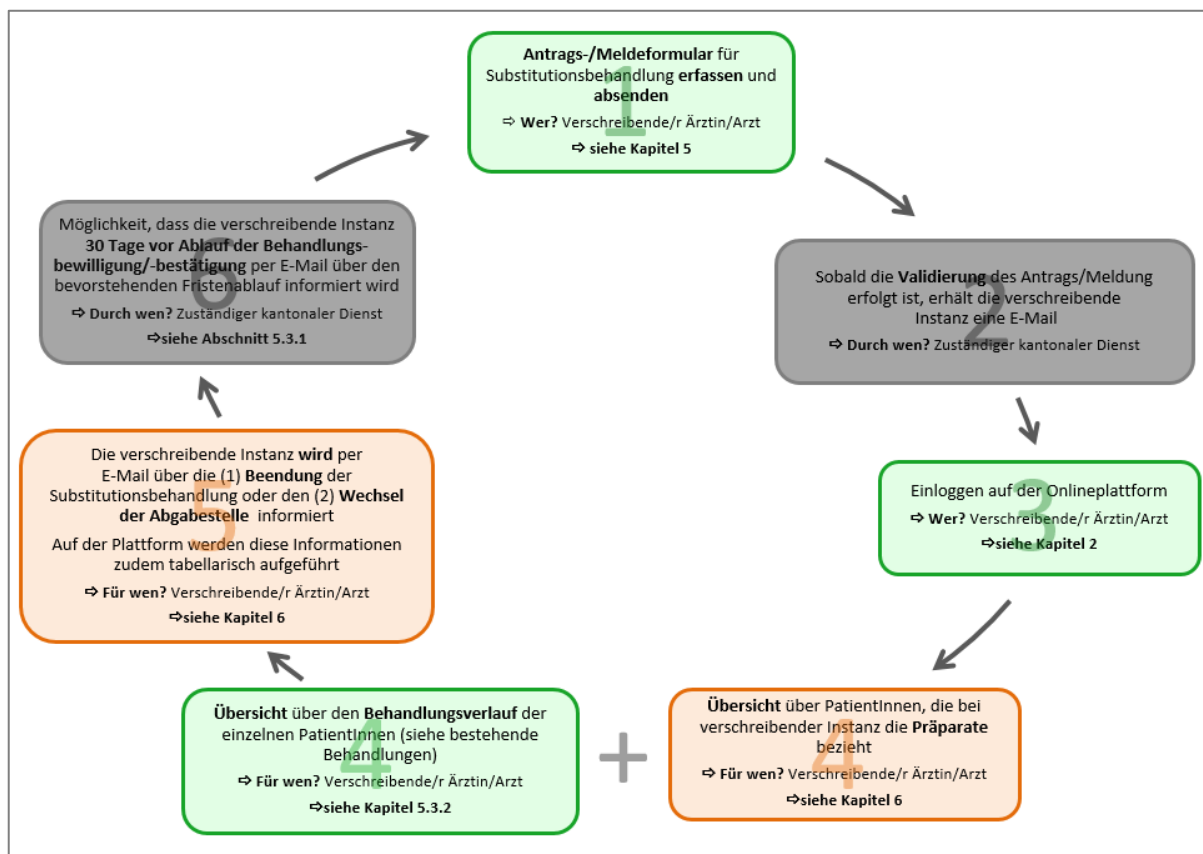 1
Antrags-/Meldeformular für
Substitutionsbehandlung erfassen und
absenden
⇨ Wer? Verschreibende/r Ärztin/Arzt
⇨ siehe Kapitel 5
2
Sobald die Validierung des Antrags/Meldung
erfolgt ist, erhält die verschreibende
Instanz eine E-Mail
⇨ Durch wen? Zuständiger kantonaler Dienst
3
Einloggen auf der Onlineplattform
⇨ Wer? Verschreibende/r Ärztin/Arzt
⇨siehe Kapitel 2
4
Übersicht über PatientInnen, die bei
verschreibender Instanz die Präparate
bezieht
⇨ Für wen? Verschreibende/r Ärztin/Arzt
⇨siehe Kapitel 6
+
4
Übersicht über den Behandlungsverlauf der
einzelnen PatientInnen (siehe bestehende
Behandlungen)
⇨ Für wen? Verschreibende/r Ärztin/Arzt
⇨siehe Kapitel 5.3.2
5
Die verschreibende Instanz wird per
E-Mail über die (1) Beendung der
Substitutionsbehandlung oder den (2) Wechsel
der Abgabestelle informiert
Auf der Plattform werden diese Informationen
zudem tabellarisch aufgeführt
⇨ Für wen? Verschreibende/r Ärztin/Arzt
⇨siehe Kapitel 6
6
Möglichkeit, dass die verschreibende Instanz
30 Tage vor Ablauf der Behandlungs-
bewilligung/-bestätigung per E-Mail über den
bevorstehenden Fristenablauf informiert wird
⇨ Durch wen? Zuständiger kantonaler Dienst
⇨siehe Abschnitt 5.3.1